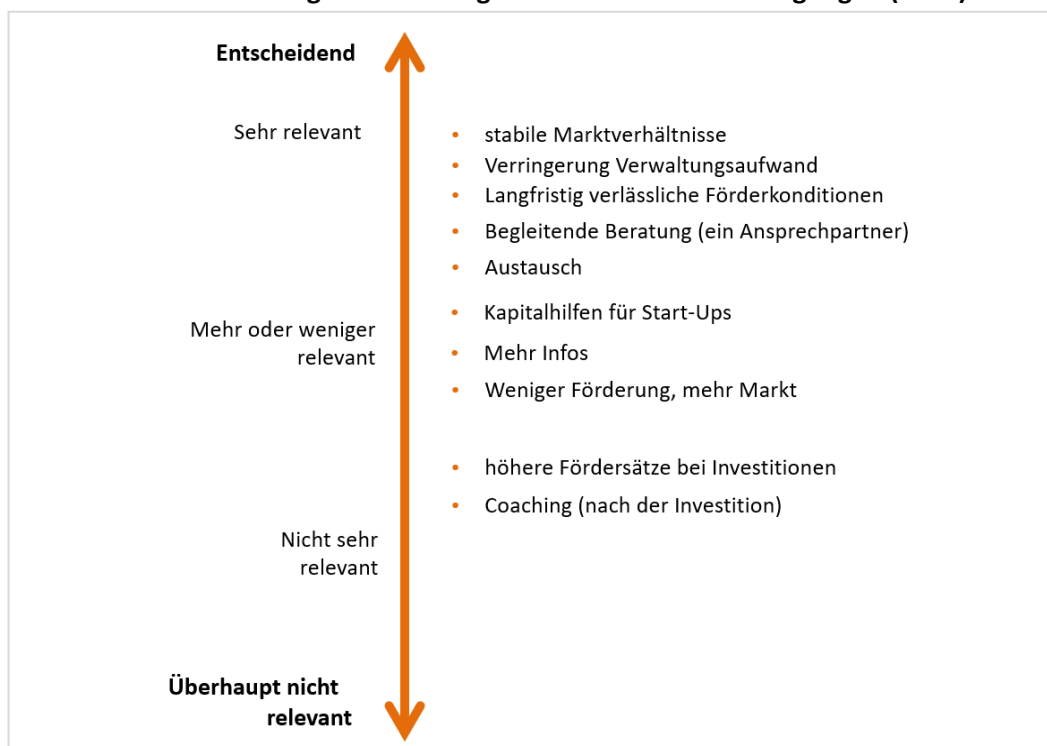 Entscheidend
Sehr relevant
• stabile Marktverhältnisse
• Verringerung Verwaltungsaufwand
• Langfristig verlässliche Förderkonditionen
• Begleitende Beratung (ein Ansprechpartner)
• Austausch
• Kapitalhilfen für Start-Ups
Mehr oder weniger
relevant
• Mehr Infos
• Weniger Förderung, mehr Markt
• höhere Fördersätze bei Investitionen
• Coaching (nach der Investition)
Nicht sehr
relevant
Überhaupt nicht
relevant